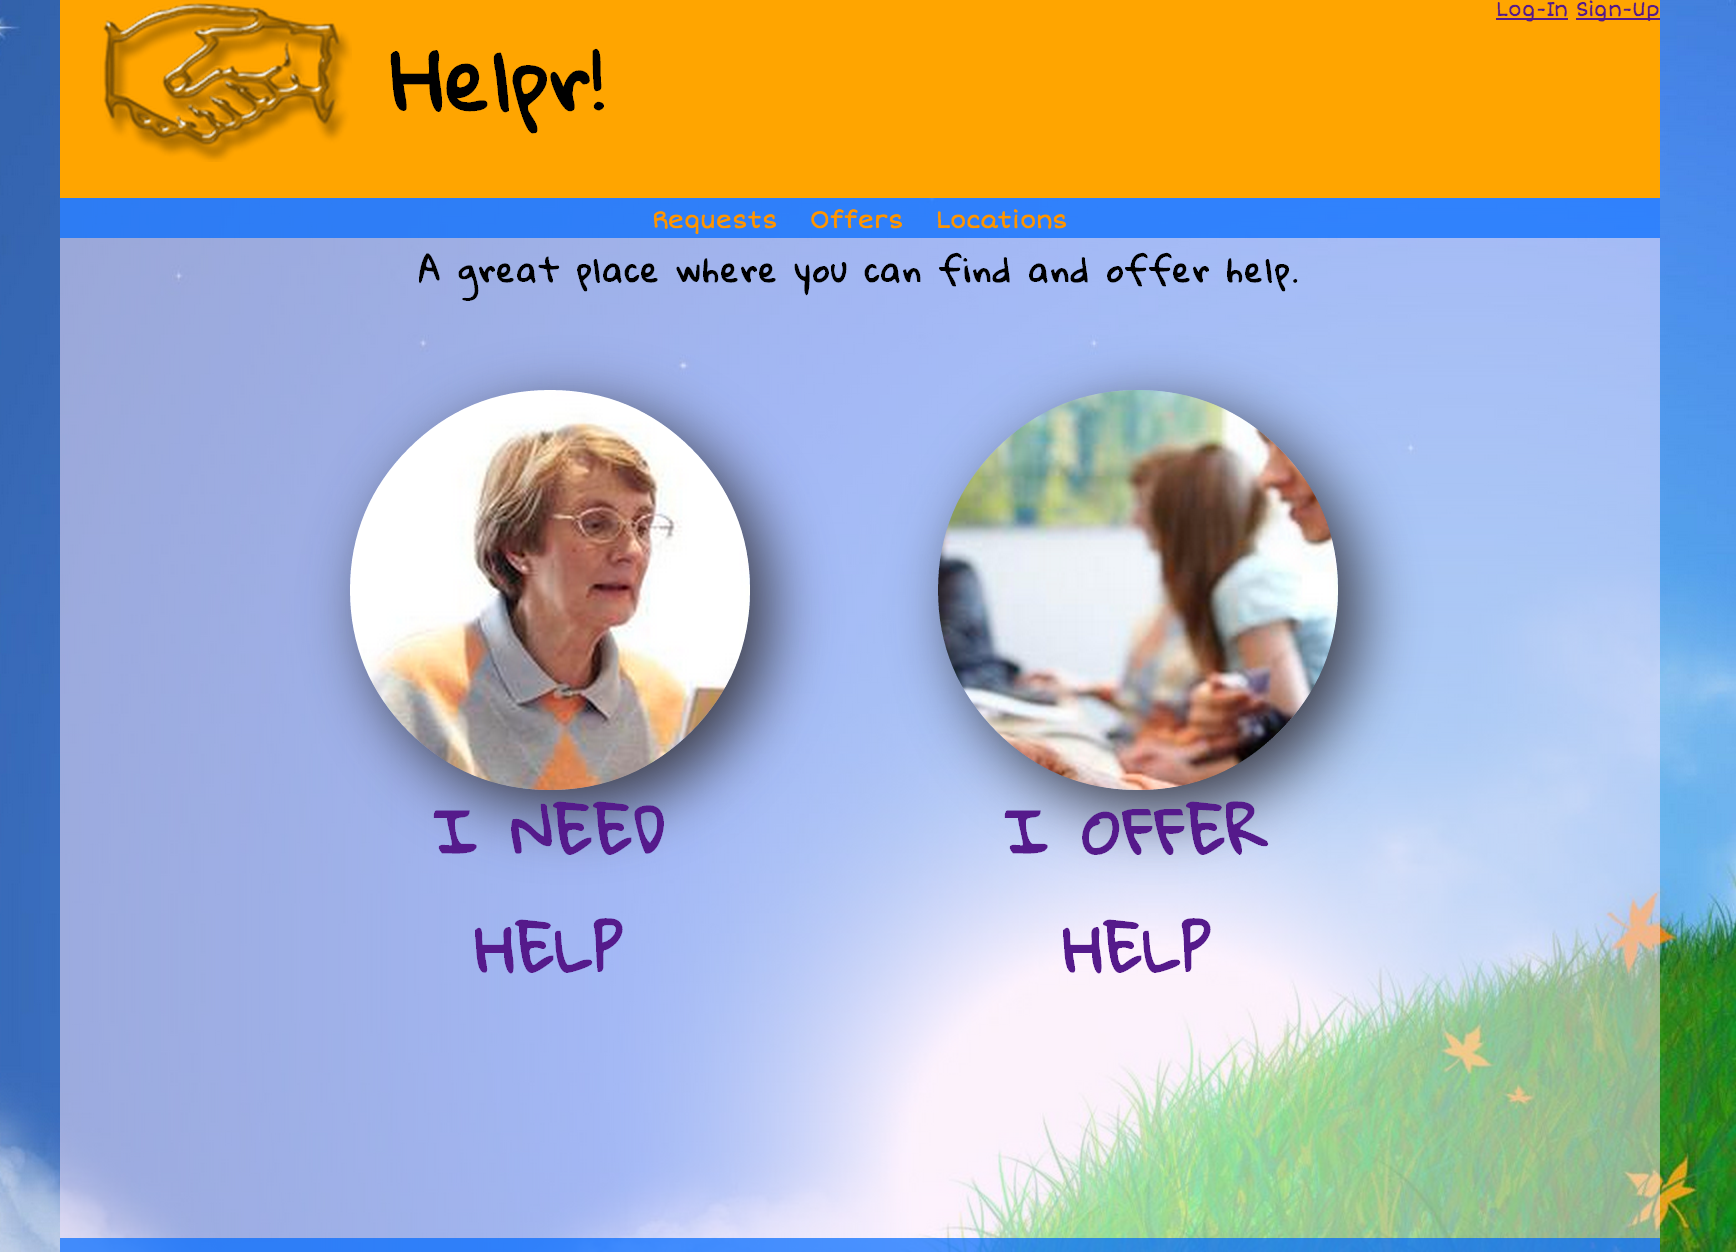 Log-In Sign-Up
Helpr!
Requests Offers Locations
A great place where you can find and offer help.
I NEED
HELP
I OFFER
HELP